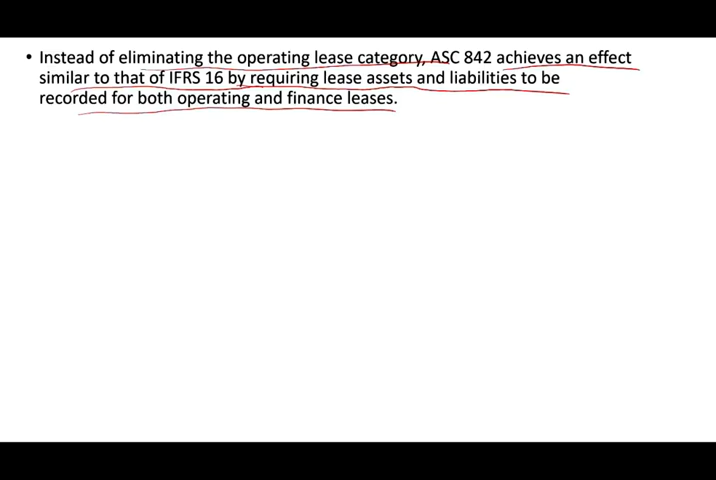 • Instead of eliminating the operating lease category, ASC 842 achieves an effect
similar to that of IFRS 16 by requiring lease assets and liabilities to be
recorded for both operating and finance leases.